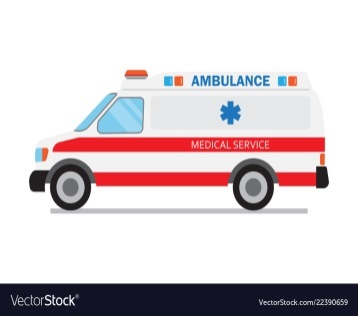 AMBULANCE
MEDICAL SERVICE
VectorStock®
VectorStock.com/22390659